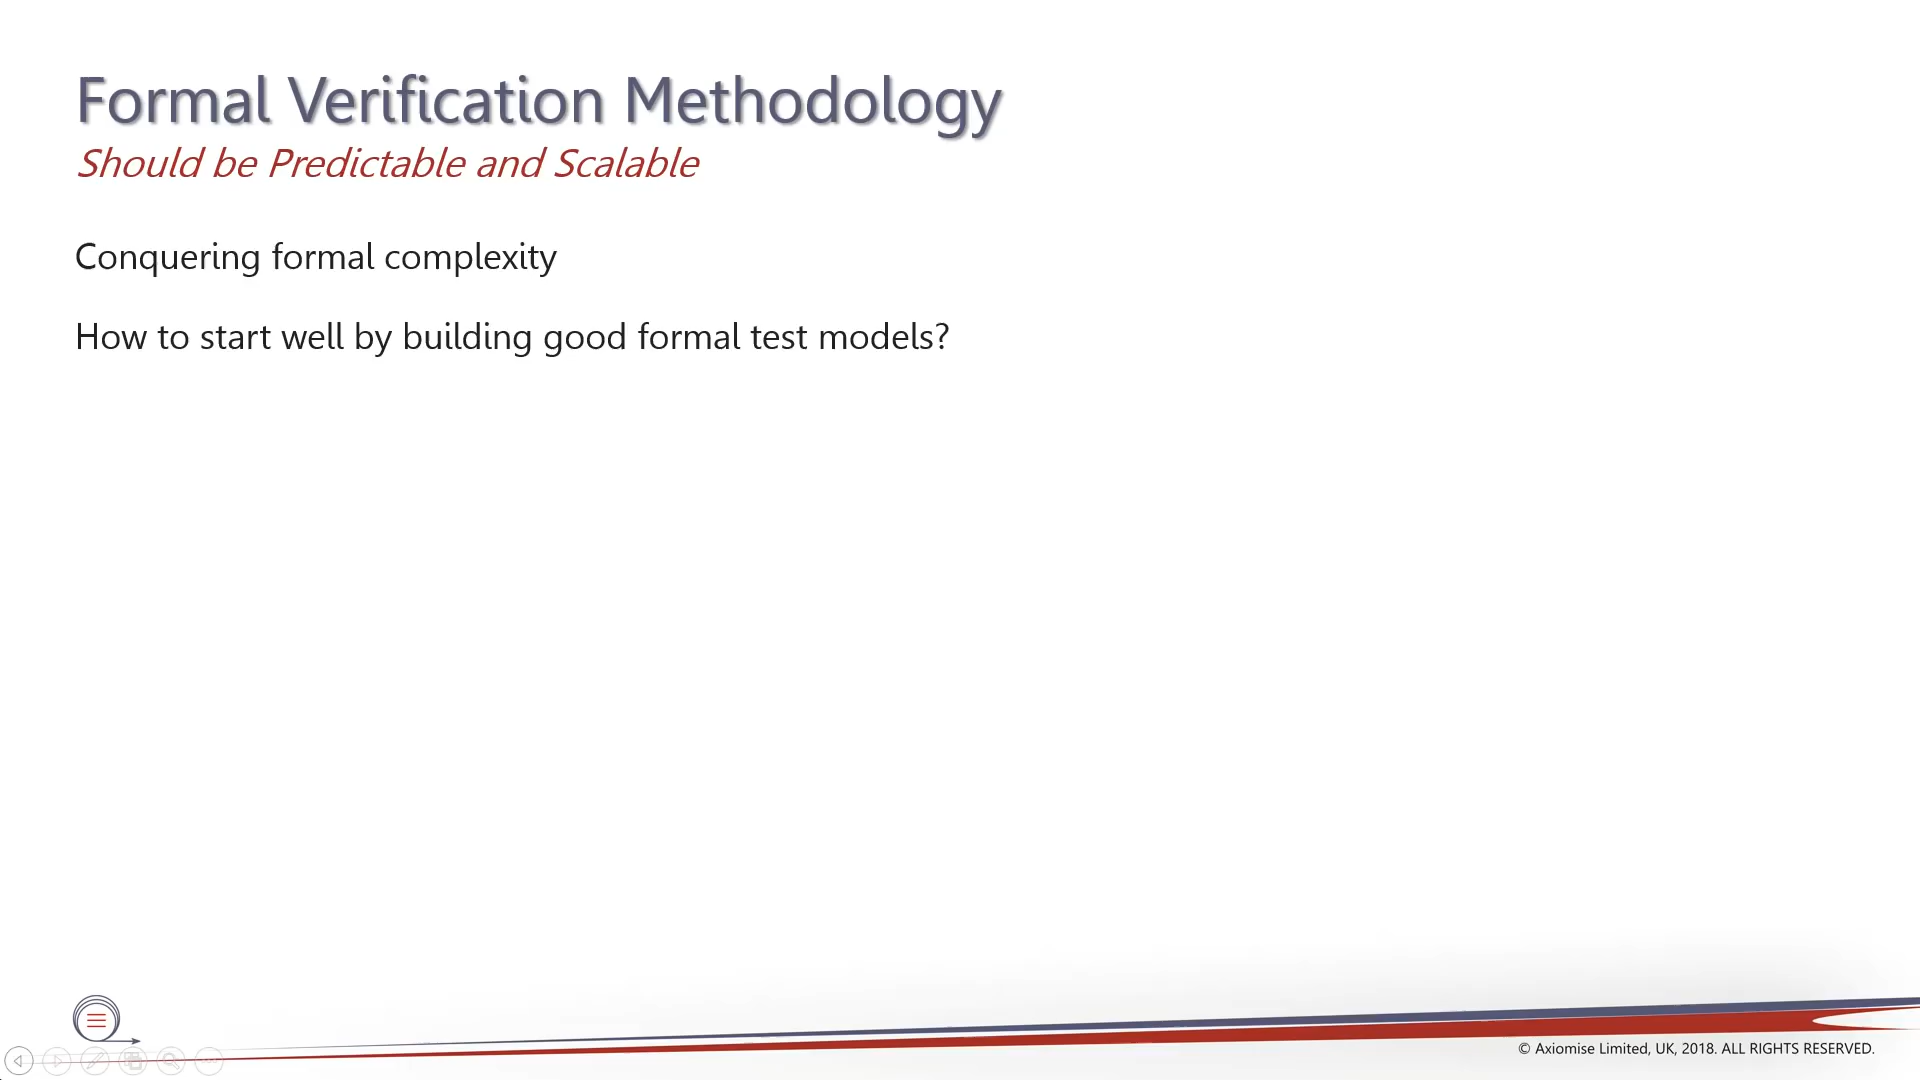 Formal Verification Methodology
Should be Predictable and Scalable
Conquering formal complexity
How to start well by building good formal test models?
© Axiomise Limited, UK, 2018. ALL RIGHTS RESERVED.